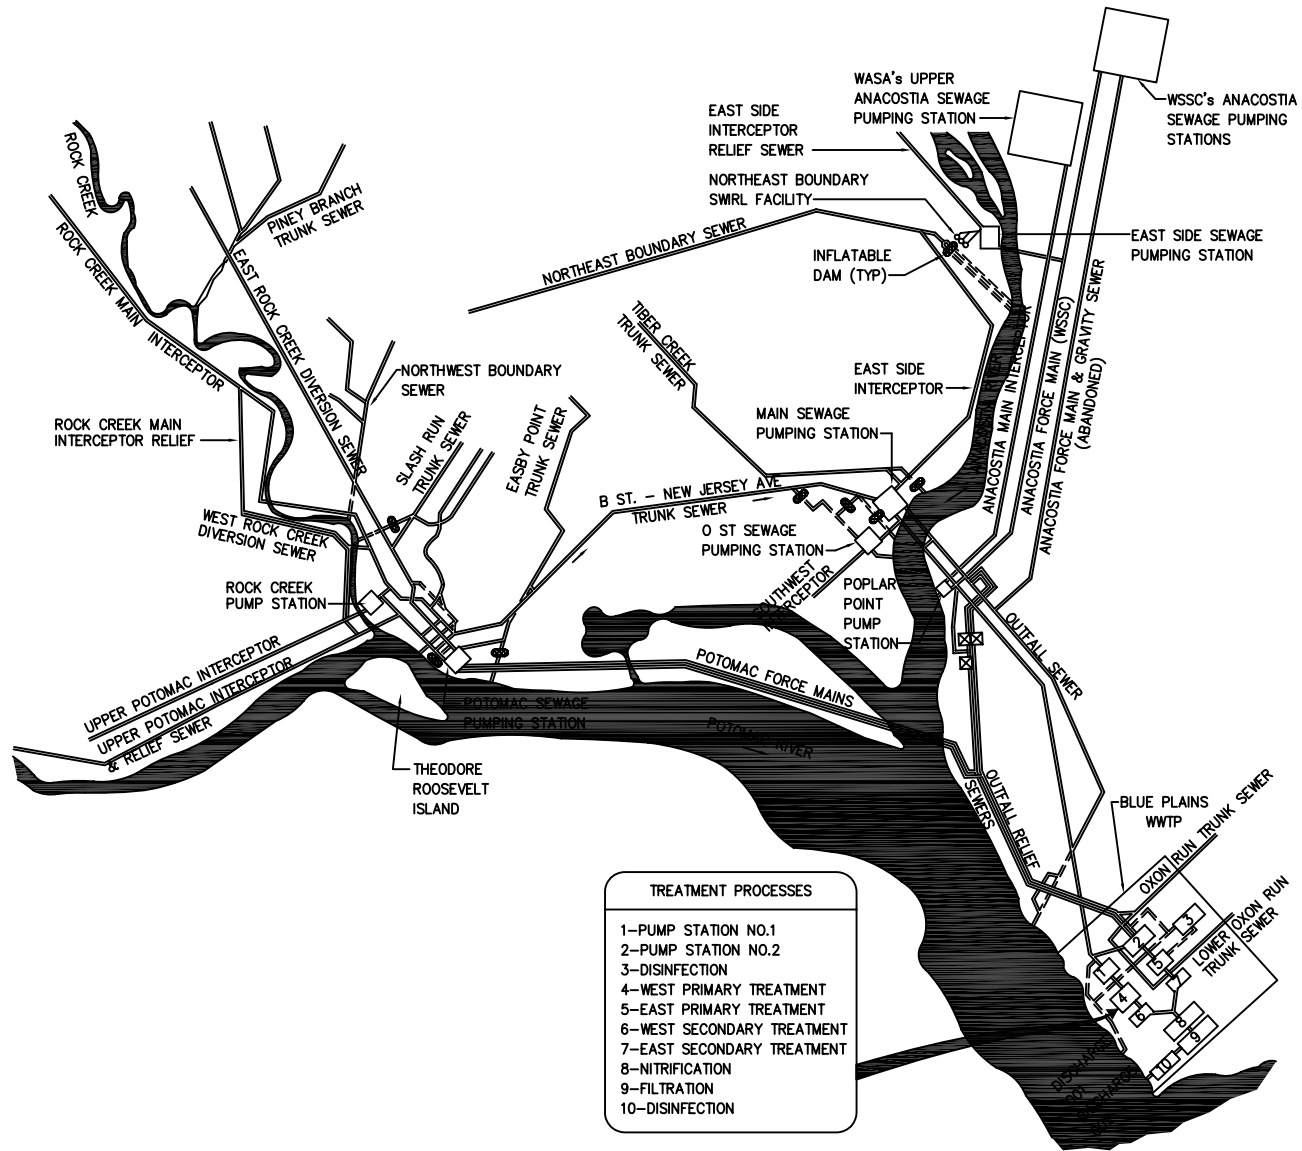 WASA's UPPER
ANACOSTIA SEWAGE
PUMPING STATION
WSSC's ANACOSTIA
SEWAGE PUMPING
STATIONS
EAST SIDE
INTERCEPTOR
RELIEF SEWER
NORTHEAST BOUNDARY
SWIRL FACILITY
ROCK CREEK
PINEY BRANCH
TRUNK SEWER
ROCK CREEK MAIN
INTERCEPTOR
EAST ROCK CREEK DIVERSION SEWER
NORTHEAST BOUNDARY SEWER
INFLATABLE
DAM (TYP)
EAST SIDE SEWAGE
PUMPING STATION
TIBER CREEK
TRUNK SEWER
ANACOSTIA MAIN INTERCEPTOR
ANACOSTIA FORCE MAIN (WSSC)
ANACOSTIA FORCE MAIN & GRAVITY SEWER
(ABANDONED)
NORTHWEST BOUNDARY
SEWER
EAST SIDE
INTERCEPTOR
ROCK CREEK MAIN
INTERCEPTOR RELIEF
SLASH RUN
TRUNK SEWER
EASBY POINT
TRUNK SEWER
MAIN SEWAGE
PUMPING STATION
B ST. - NEW JERSEY AVE
TRUNK SEWER
WEST ROCK CREEK
DIVERSION SEWER
O ST SEWAGE
PUMPING STATION
ROCK CREEK
PUMP STATION
SOUTHWEST
INTERCEPTOR
POPLAR
POINT
PUMP
STATION
OUTFALL SEWER
UPPER POTOMAC INTERCEPTOR
UPPER POTOMAC INTERCEPTOR
& RELIEF SEWER
POTOMAC FORCE MAINS
POTOMAC SEWAGE
PUMPING STATION
POTOMAC RIVER
THEODORE
ROOSEVELT
ISLAND
OUTFALL RELIEF
SEWERS
BLUE PLAINS
WWTP
OXON RUN TRUNK SEWER
LOWER OXON RUN
TRUNK SEWER
2
3
5
7
4
6
8
9
10
DISCHARGE
001
DISCHARGE
TREATMENT PROCESSES
1-PUMP STATION NO.1
2-PUMP STATION NO.2
3-DISINFECTION
4-WEST PRIMARY TREATMENT
5-EAST PRIMARY TREATMENT
6-WEST SECONDARY TREATMENT
7-EAST SECONDARY TREATMENT
8-NITRIFICATION
9-FILTRATION
10-DISINFECTION